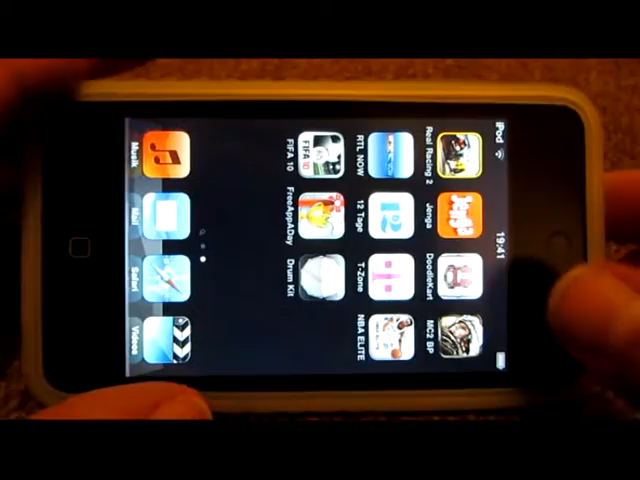 iPod 19:41
Real Racing 2 Jenga DoodleKart MC2 BP
RTL NOW 12 Tage T-Zone NBA ELITE
FIFA 10 FreeAppADay Drum Kit
Musik Mail Safari Videos